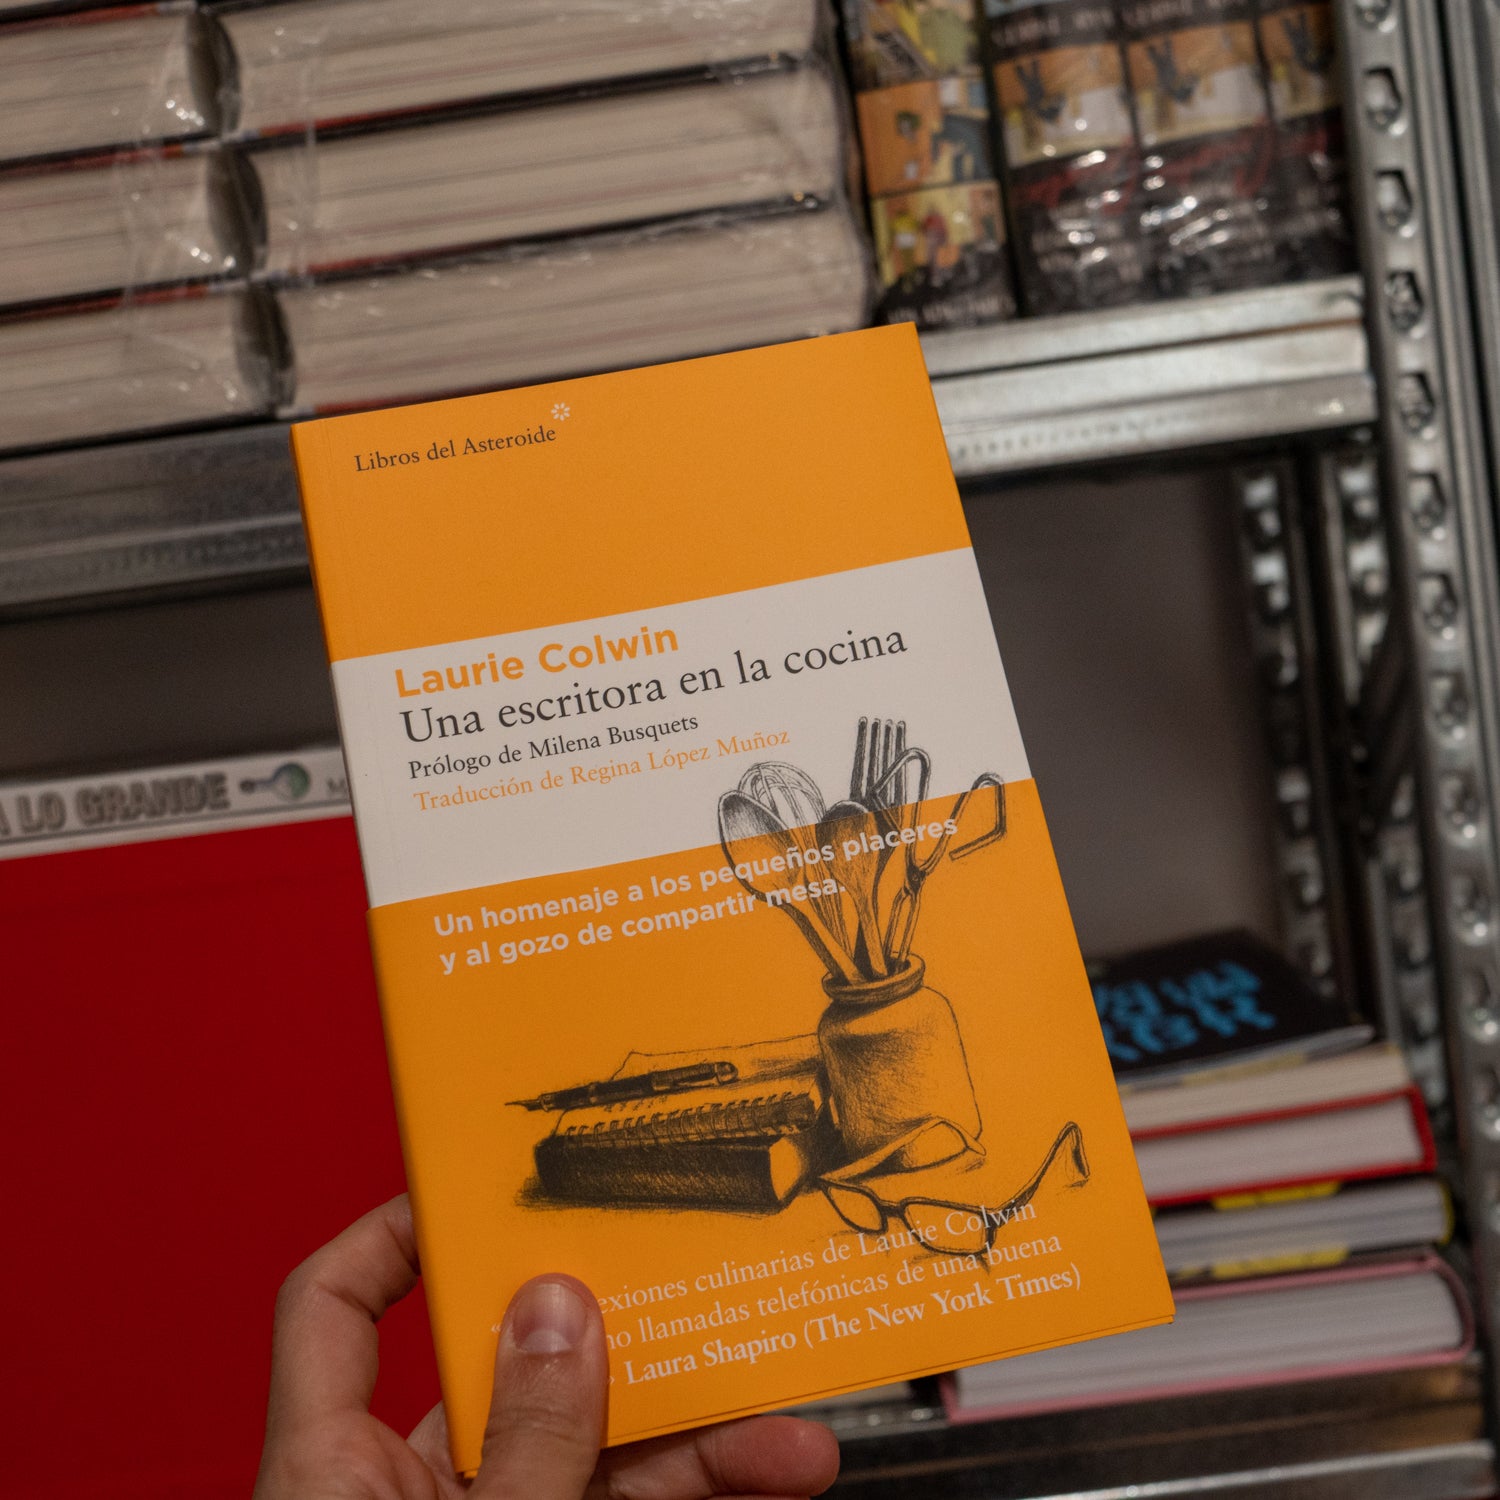 Libros del Asteroide
Laurie Colwin
Una escritora en la cocina
Prólogo de Milena Busquets
Traducción de Regina López Muñoz
LO GRANDE
Un homenaje a los pequeños placeres
y al gozo de compartir mesa.
culinarias de Laurie Colwin
llamadas telefónicas de una buena
» Laura Shapiro (The New York Times)